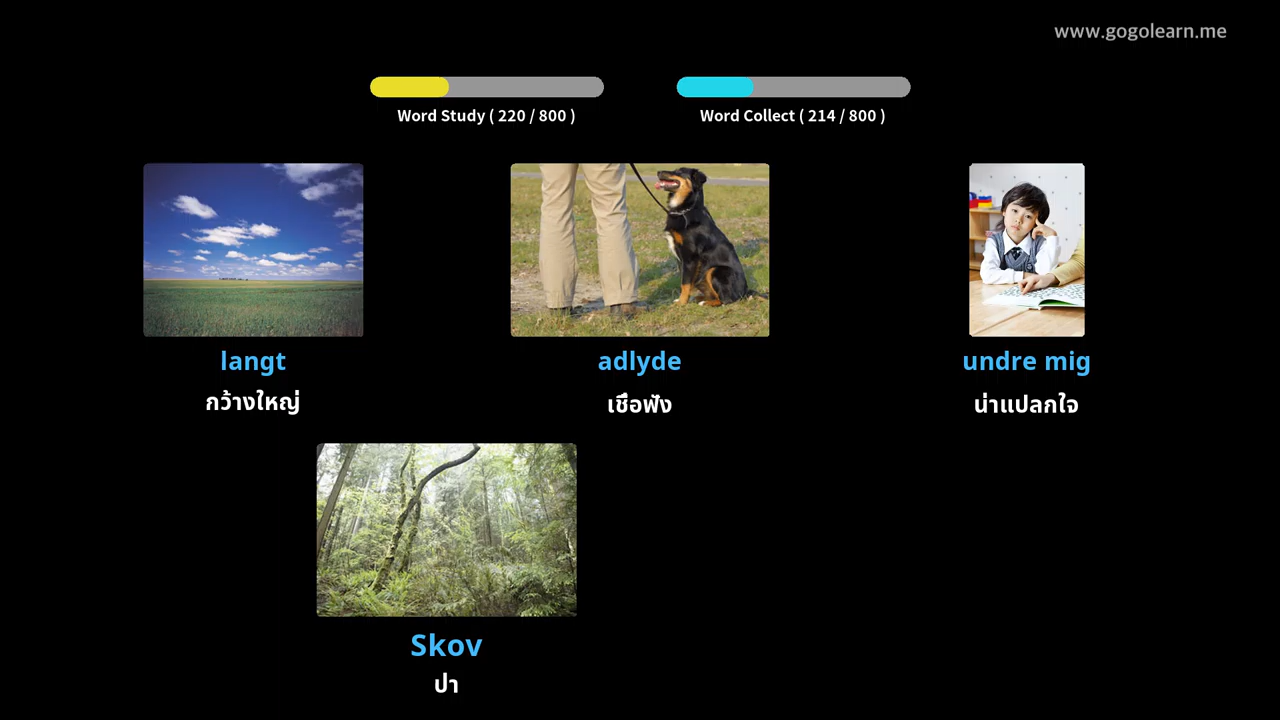 www.gogolearn.me
Word Study ( 220 / 800 )
Word Collect ( 214 / 800 )
langt
adlyde
undre mig
กว้างใหญ่
เชื่อฟัง
น่าแปลกใจ
Skov
ป่า